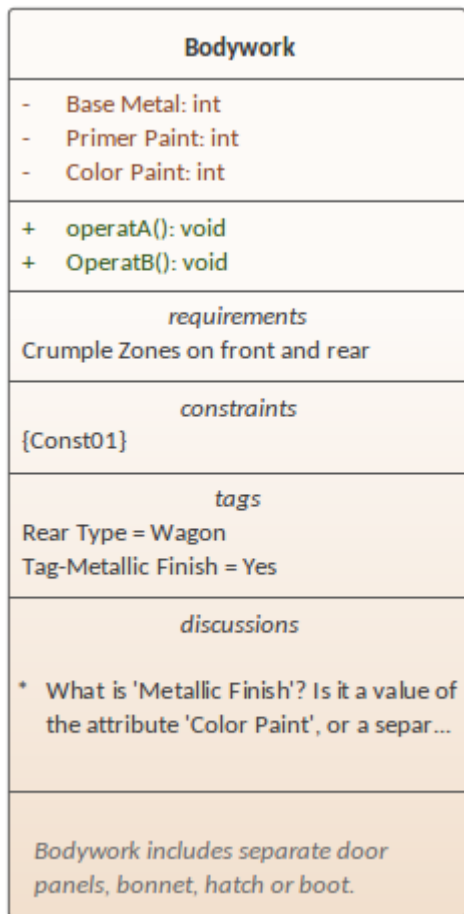 Bodywork
- Base Metal: int
- Primer Paint: int
- Color Paint: int
+ operatA(): void
+ OperatB(): void
requirements
Crumple Zones on front and rear
constraints
{Const01}
tags
Rear Type = Wagon
Tag-Metallic Finish = Yes
discussions
* What is 'Metallic Finish'? Is it a value of
the attribute 'Color Paint', or a separ...
Bodywork includes separate door
panels, bonnet, hatch or boot.